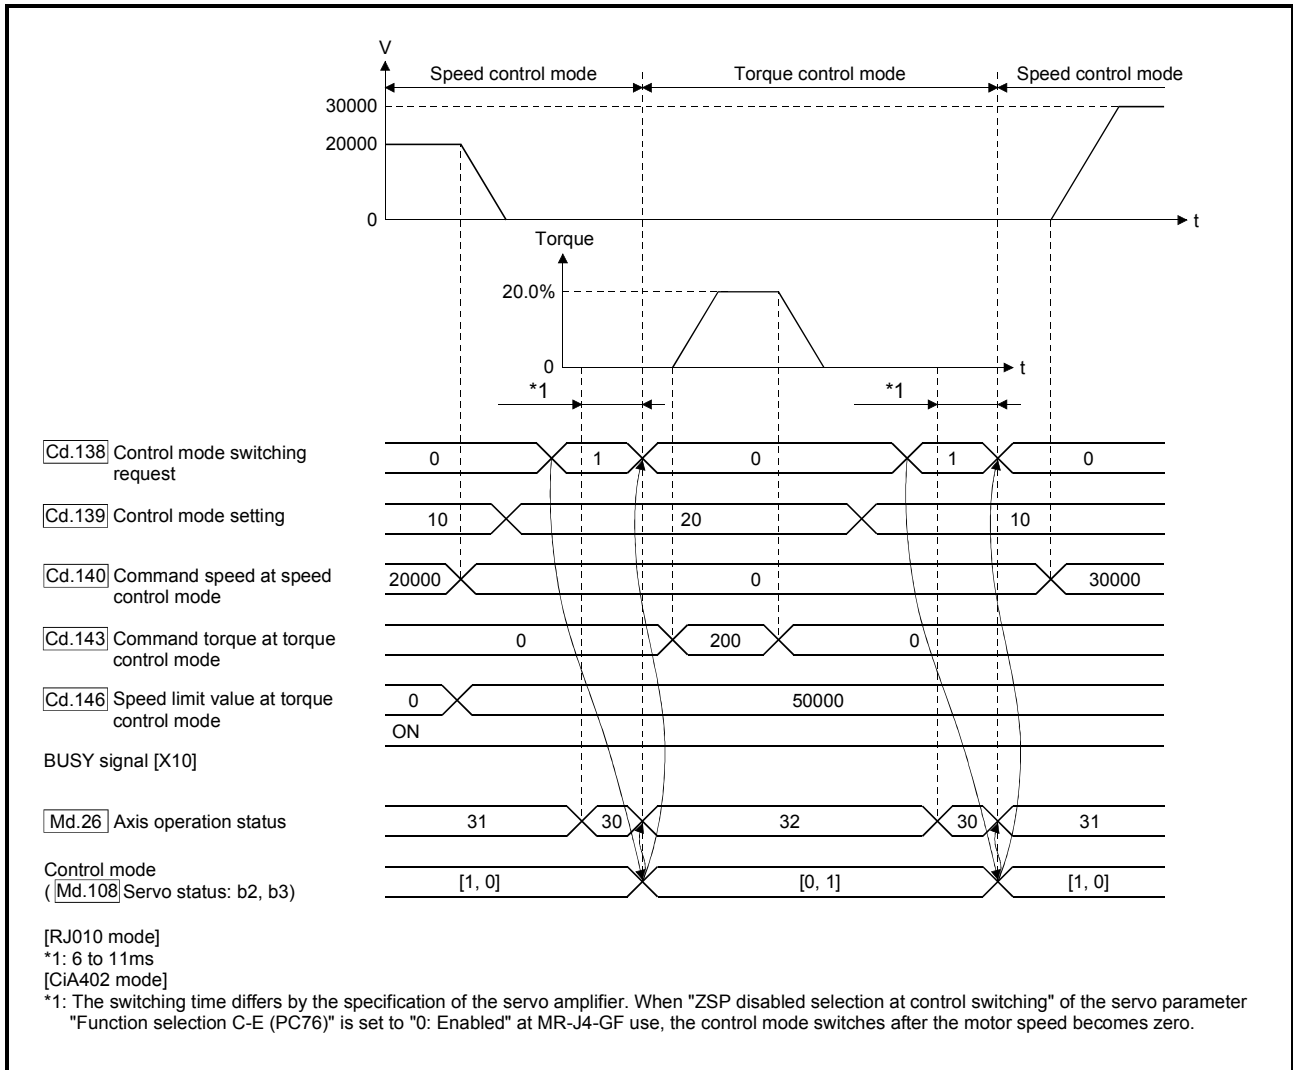 V
Speed control mode
Torque control mode
Speed control mode
30000
20000
0
t
Torque
20.0%
0
t
*1
*1
Cd.138 Control mode switching
request
0
1
0
1
0
Cd.139 Control mode setting
10
20
10
Cd.140 Command speed at speed
control mode
20000
0
30000
Cd.143 Command torque at torque
control mode
0
200
0
Cd.146 Speed limit value at torque
control mode
0
50000
ON
BUSY signal [X10]
Md.26 Axis operation status
31
30
32
30
31
Control mode
( Md.108 Servo status: b2, b3)
[1, 0]
[0, 1]
[1, 0]
[RJ010 mode]
*1: 6 to 11ms
[CiA402 mode]
*1: The switching time differs by the specification of the servo amplifier. When "ZSP disabled selection at control switching" of the servo parameter
"Function selection C-E (PC76)" is set to "0: Enabled" at MR-J4-GF use, the control mode switches after the motor speed becomes zero.